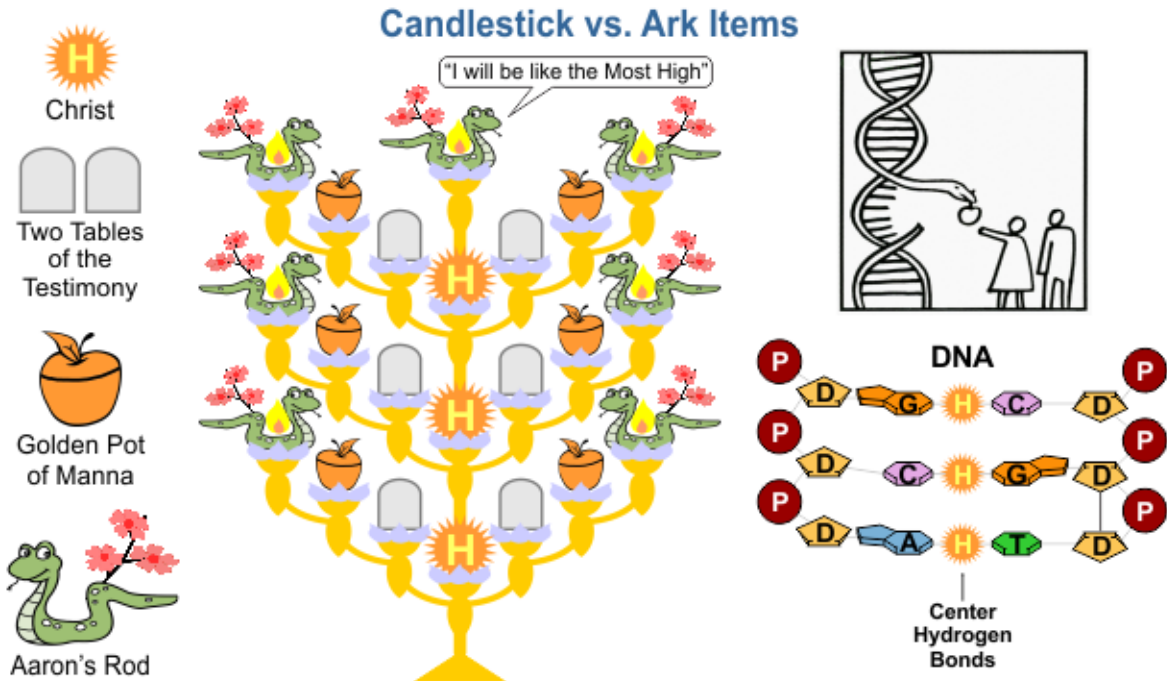 Candlestick vs. Ark Items
"I will be like the Most High"
H
Christ
Two Tables
of the
Testimony
Golden Pot
of Manna
Aaron's Rod
H
H
H
DNA
P
P
D
G
H
C
D
P
P
D
C
H
G
D
P
P
D
A
H
T
D
Center
Hydrogen
Bonds